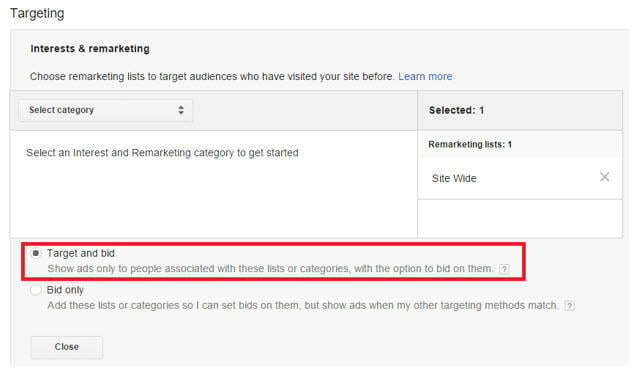 Targeting
Interests & remarketing
Choose remarketing lists to target audiences who have visited your site before. Learn more
Select category
Selected: 1
Select an Interest and Remarketing category to get started
Remarketing lists: 1
Site Wide
Target and bid
Show ads only to people associated with these lists or categories, with the option to bid on them. ?
Bid only
Add these lists or categories so I can set bids on them, but show ads when my other targeting methods match. ?
Close